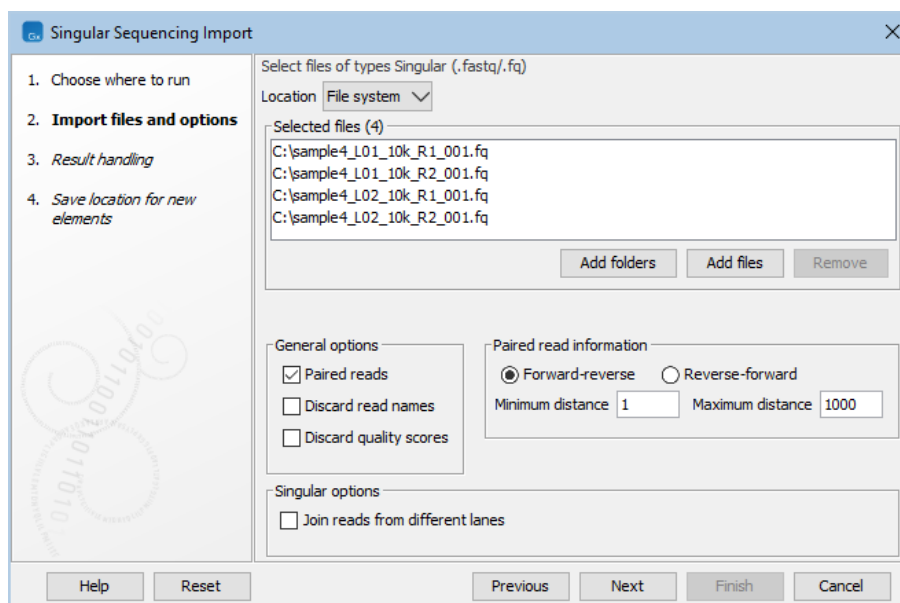 Gx Singular Sequencing Import
1. Choose where to run
2. Import files and options
3. Result handling
4. Save location for new
elements
Select files of types Singular (.fastq/.fq)
Location File system
Selected files (4)
C:\sample4_L01_10k_R1_001.fq
C:\sample4_L01_10k_R2_001.fq
C:\sample4_L02_10k_R1_001.fq
C:\sample4_L02_10k_R2_001.fq
Add folders Add files Remove
General options
Paired reads
Discard read names
Discard quality scores
Paired read information
Forward-reverse Reverse-forward
Minimum distance 1 Maximum distance 1000
Singular options
Join reads from different lanes
Help Reset Previous Next Finish Cancel